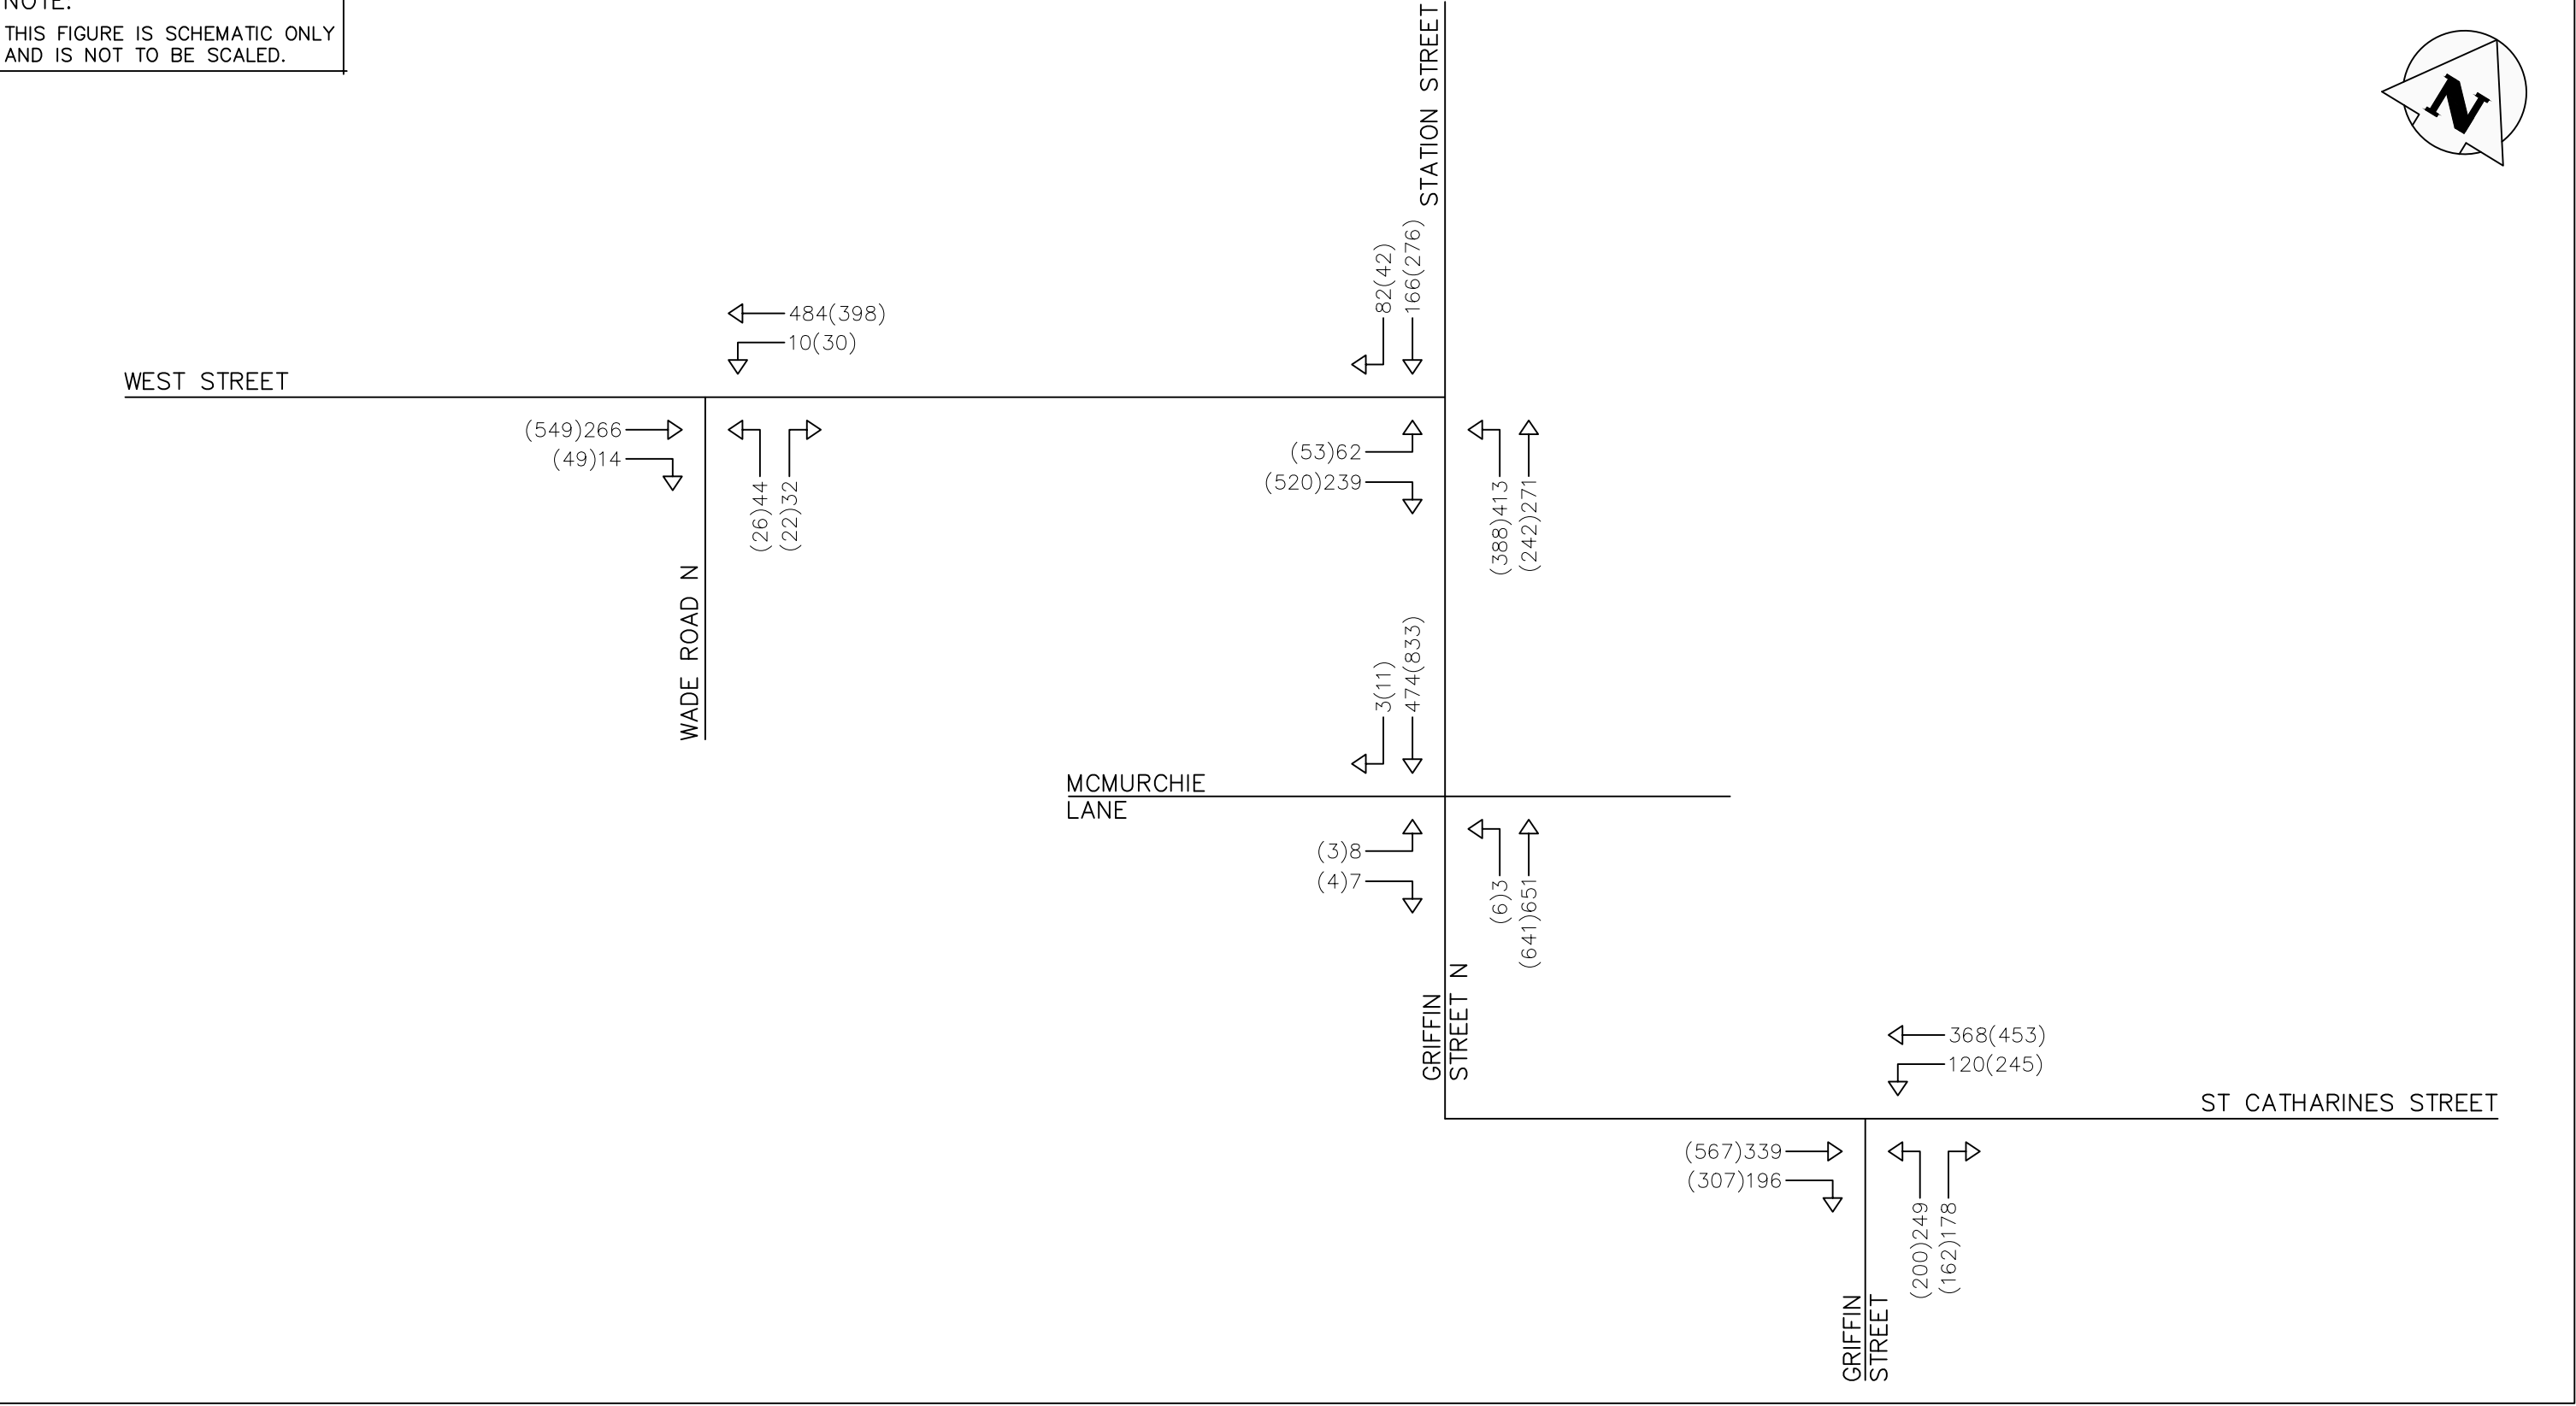 NOTE:
THIS FIGURE IS SCHEMATIC ONLY
AND IS NOT TO BE SCALED.
STATION STREET
N
82(42)
166(276)
484(398)
10(30)
WEST STREET
(549)266
(49)14
(26)44
(22)32
WADE ROAD N
(53)62
(520)239
(388)413
(242)271
3(11)
474(833)
MCMURCHIE
LANE
(3)8
(4)7
(6)3
(641)651
GRIFFIN
STREET N
368(453)
120(245)
ST CATHARINES STREET
(567)339
(307)196
(200)249
(162)178
GRIFFIN
STREET